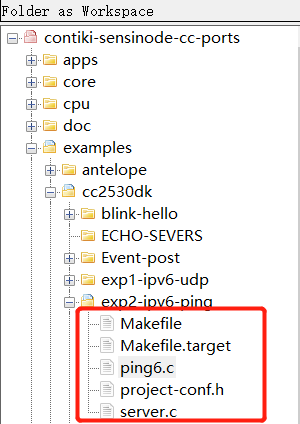 Folder as Workspace
contiki-sensinode-cc-ports
apps
core
cpu
doc
examples
antelope
cc2530dk
blink-hello
ECHO-SEVERS
Event-post
exp1-ipv6-udp
exp2-ipv6-ping
Makefile
Makefile.target
ping6.c
project-conf.h
server.c